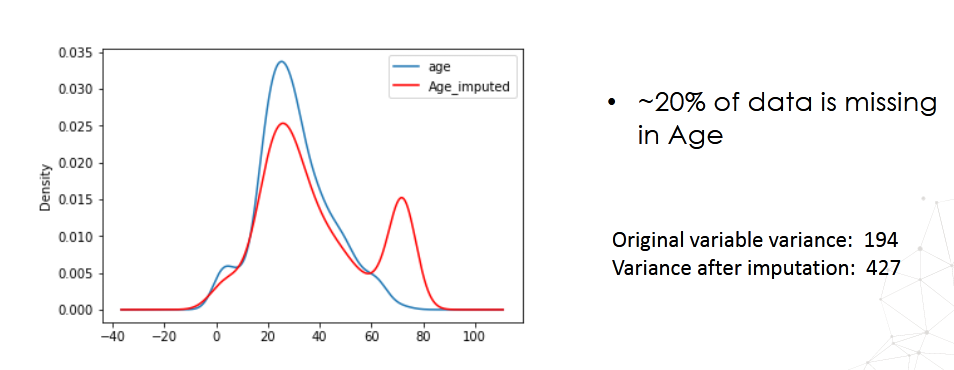 0.035
0.030
0.025
0.020
0.015
0.010
0.005
0.000
Density
−40
−20
0
20
40
60
80
100
age
Age_imputed
• ~20% of data is missing
in Age
Original variable variance: 194
Variance after imputation: 427